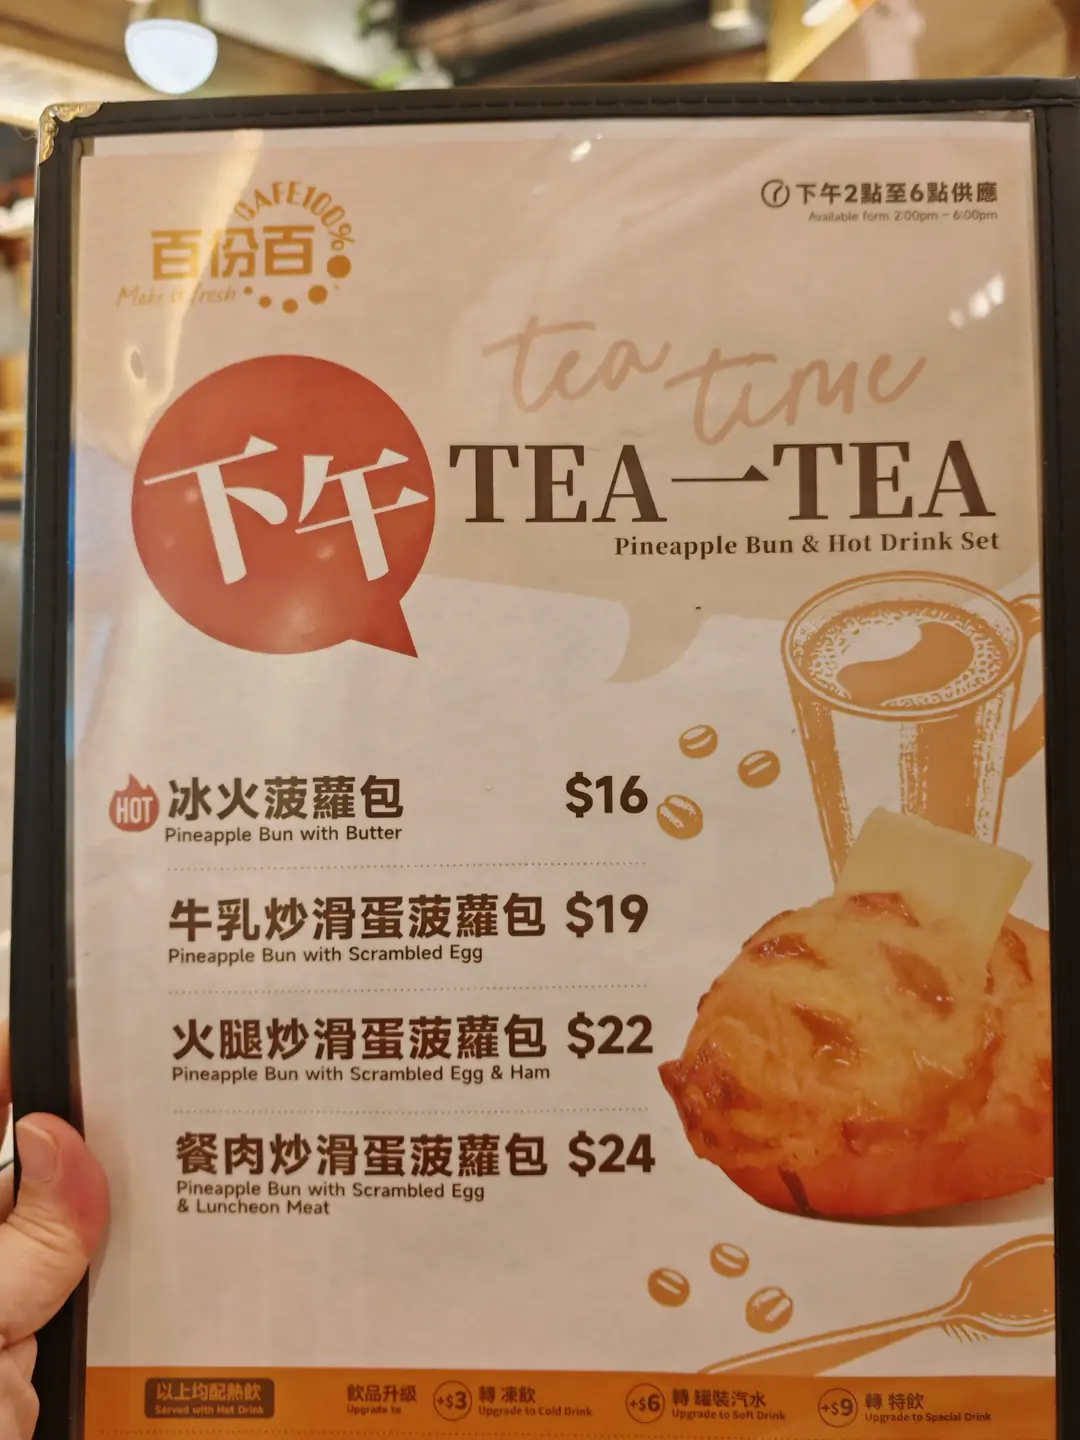 CAFE100%
百份百
Make it fresh
下午2點至6點供應
Available form 2:00pm - 6:00pm
tea time
下午
TEA一TEA
Pineapple Bun & Hot Drink Set
HOT
冰火菠蘿包 $16
Pineapple Bun with Butter
牛乳炒滑蛋菠蘿包 $19
Pineapple Bun with Scrambled Egg
火腿炒滑蛋菠蘿包 $22
Pineapple Bun with Scrambled Egg & Ham
餐肉炒滑蛋菠蘿包 $24
Pineapple Bun with Scrambled Egg
& Luncheon Meat
以上均配熱飲 飲品升級 +$3 轉 凍飲 +$6 轉 罐裝汽水 +$9 轉 特飲
Served with Hot Drink Upgrade to Upgrade to Cold Drink Upgrade to Soft Drink Upgrade to Special Drink